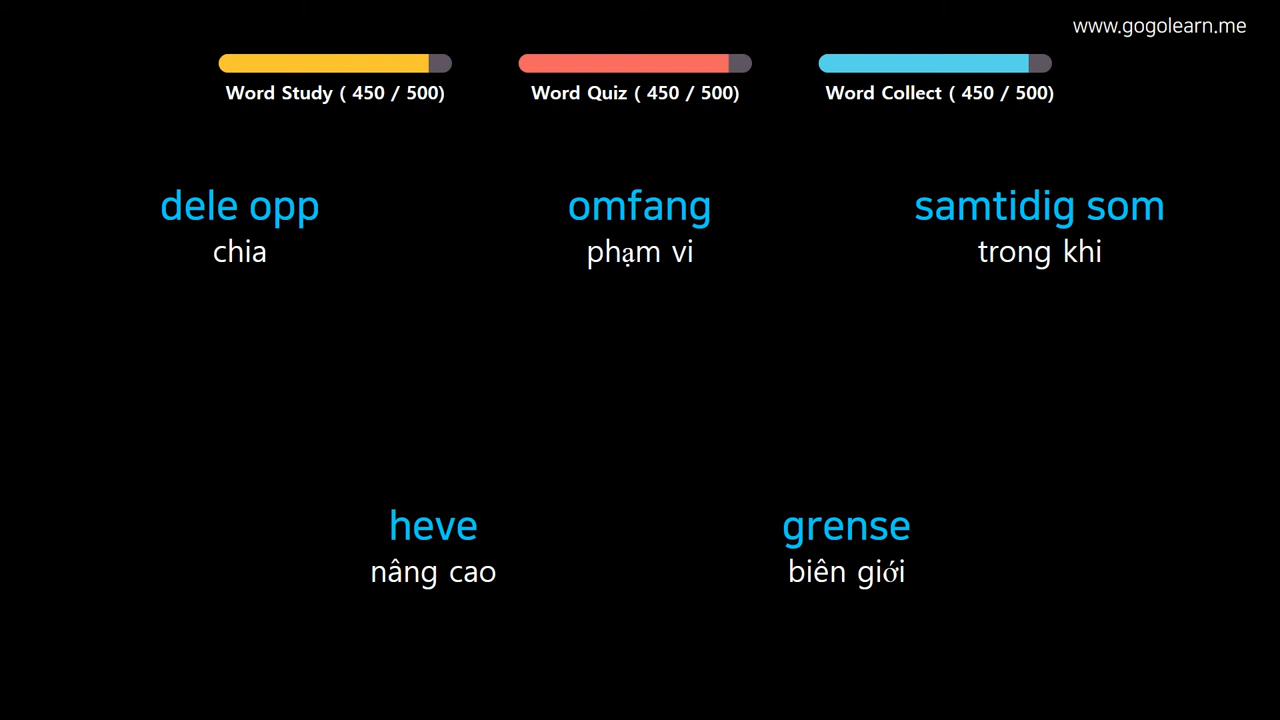 www.gogolearn.me
Word Study ( 450 / 500)
Word Quiz ( 450 / 500)
Word Collect ( 450 / 500)
dele opp
chia
omfang
phạm vi
samtidig som
trong khi
heve
nâng cao
grense
biên giới